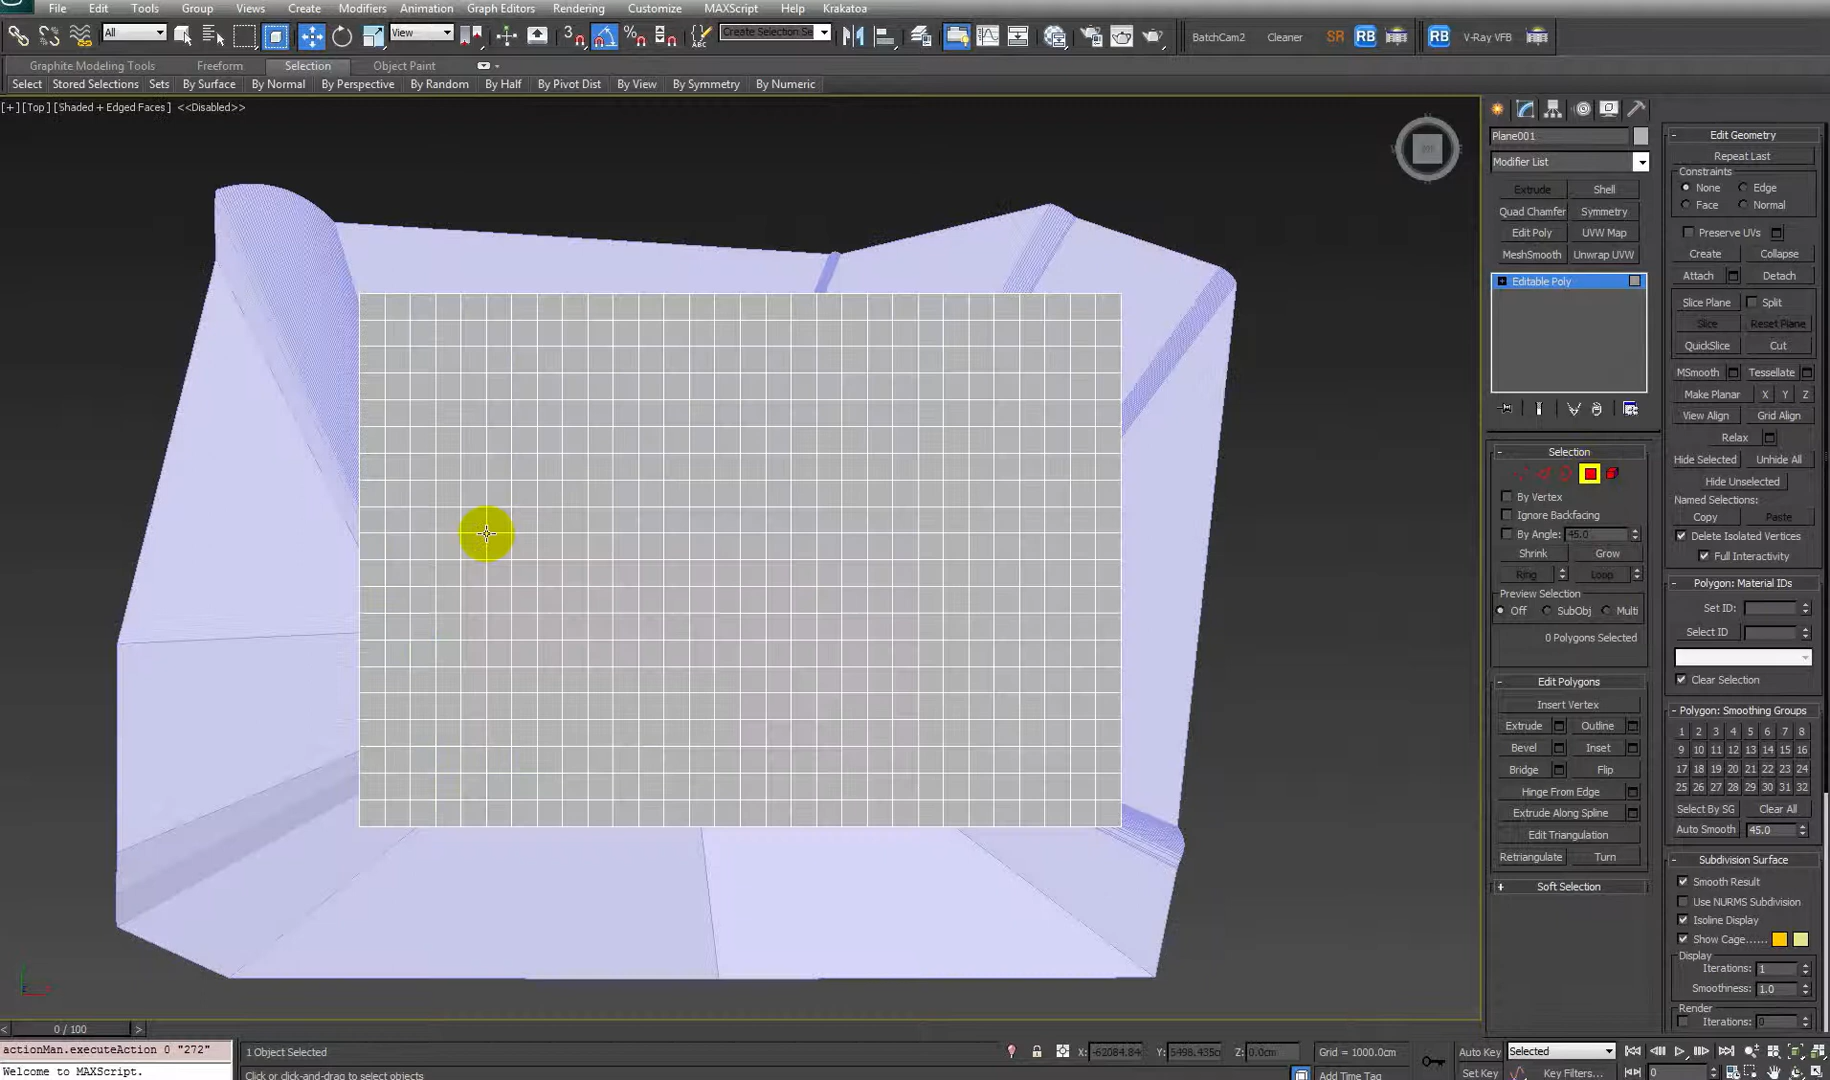 File Edit Tools Group Views Create Modifiers Animation Graph Editors Rendering Customize MAXScript Help Krakatoa
All View Create Selection Se BatchCam2 Cleaner SR RB RB V-Ray VFB
Graphite Modeling Tools Freeform Selection Object Paint
Select Stored Selections Sets By Surface By Normal By Perspective By Random By Half By Pivot Dist By View By Symmetry By Numeric
[+] [Top] [Shaded + Edged Faces ] <<Disabled>>
Plane001
Modifier List
Extrude Shell
Quad Chamfer Symmetry
Edit Poly UVW Map
MeshSmooth Unwrap UVW
Editable Poly
Selection
By Vertex
Ignore Backfacing
By Angle: 45.0
Shrink Grow
Ring Loop
Preview Selection
Off SubObj Multi
0 Polygons Selected
Edit Polygons
Insert Vertex
Extrude Outline
Bevel Inset
Bridge Flip
Hinge From Edge
Extrude Along Spline
Edit Triangulation
Retriangulate Turn
Soft Selection
Edit Geometry
Repeat Last
Constraints
None Edge
Face Normal
Preserve UVs
Create Collapse
Attach Detach
Slice Plane Split
Slice Reset Plane
QuickSlice Cut
MSmooth Tessellate
Make Planar X Y Z
View Align Grid Align
Relax
Hide Selected Unhide All
Hide Unselected
Named Selections:
Copy Paste
Delete Isolated Vertices
Full Interactivity
Polygon: Material IDs
Set ID:
Select ID
Clear Selection
Polygon: Smoothing Groups
1 2 3 4 5 6 7 8
9 10 11 12 13 14 15 16
17 18 19 20 21 22 23 24
25 26 27 28 29 30 31 32
Select By SG Clear All
Auto Smooth 45.0
Subdivision Surface
Smooth Result
Use NURMS Subdivision
Isoline Display
Show Cage......
Display
Iterations: 1
Smoothness: 1.0
Render
Iterations: 0
< 0 / 100 >
actionMan.executeAction 0 "272"
Welcome to MAXScript.
1 Object Selected X: -62084.84 Y: 5498.435c Z: 0.0cm Grid = 1000.0cm Auto Key Selected
Click or click-and-drag to select objects Add Time Tag Set Key Key Filters... 0